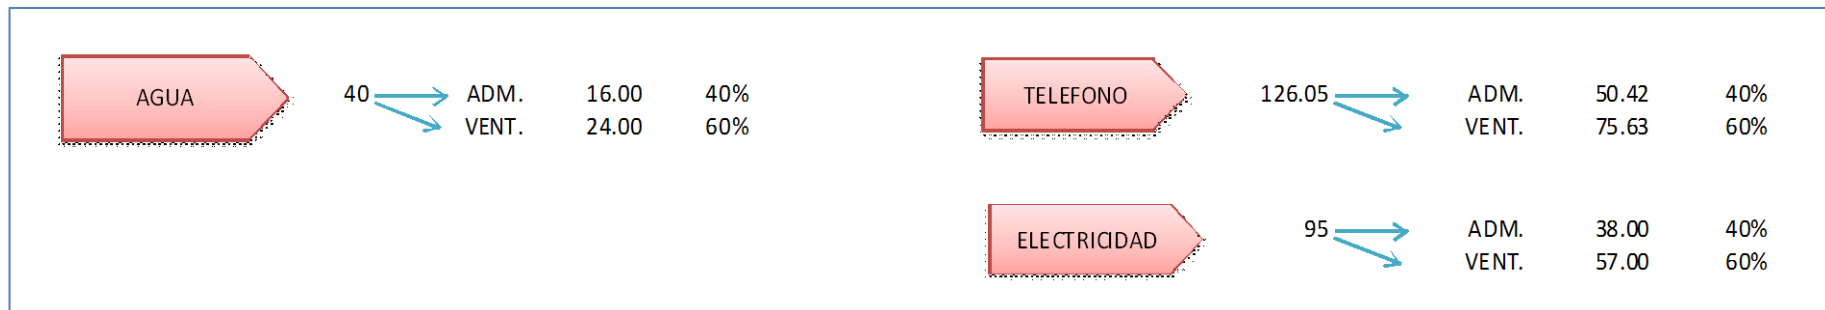 AGUA
40 ADM. 16.00 40%
VENT. 24.00 60%
TELEFONO
126.05 ADM. 50.42 40%
VENT. 75.63 60%
ELECTRICIDAD
95 ADM. 38.00 40%
VENT. 57.00 60%